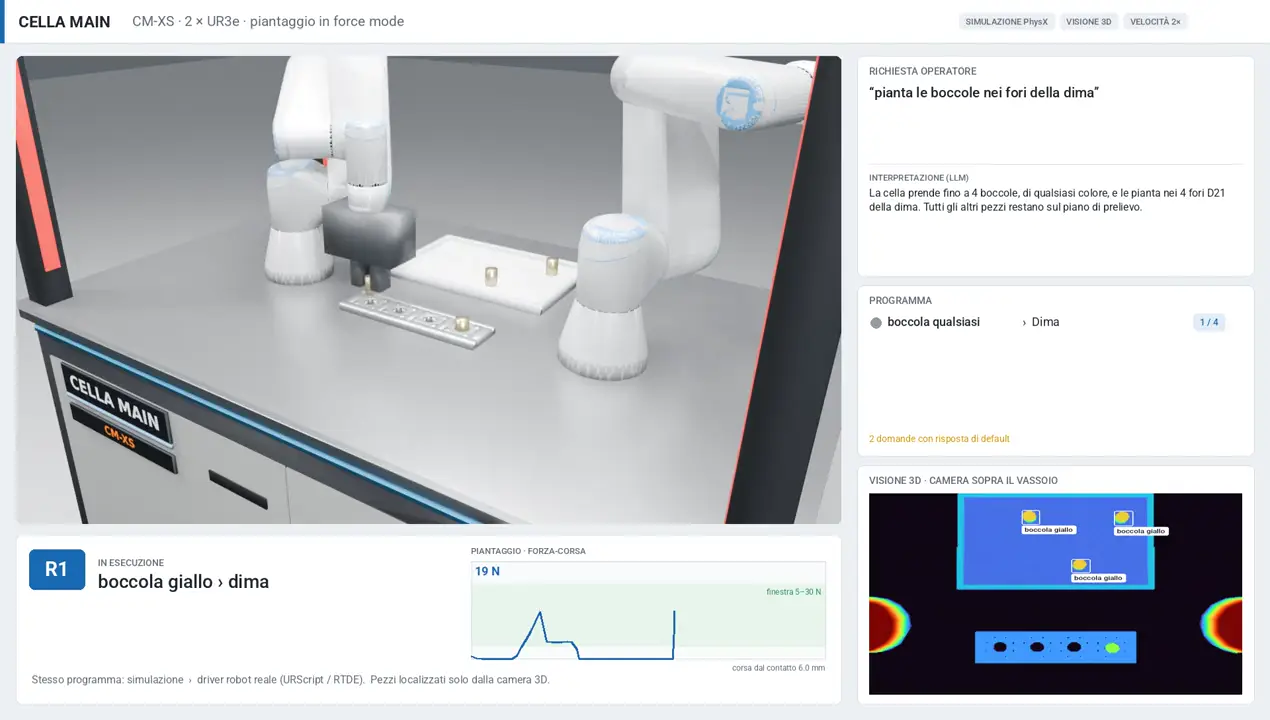 CELLA MAIN
CM-XS · 2 × UR3e · piantaggio in force mode
SIMULAZIONE PhysX
VISIONE 3D
VELOCITÀ 2×
CELLA MAIN
CM-XS
RICHIESTA OPERATORE
“pianta le boccole nei fori della dima”
INTERPRETAZIONE (LLM)
La cella prende fino a 4 boccole, di qualsiasi colore, e le pianta nei 4 fori D21
della dima. Tutti gli altri pezzi restano sul piano di prelievo.
PROGRAMMA
boccola qualsiasi › Dima 1 / 4
2 domande con risposta di default
VISIONE 3D · CAMERA SOPRA IL VASSOIO
boccola giallo
boccola giallo
boccola giallo
R1
IN ESECUZIONE
boccola giallo › dima
PIANTAGGIO · FORZA-CORSA
19 N
finestra 5–30 N
corsa dal contatto 6.0 mm
Stesso programma: simulazione › driver robot reale (URScript / RTDE). Pezzi localizzati solo dalla camera 3D.